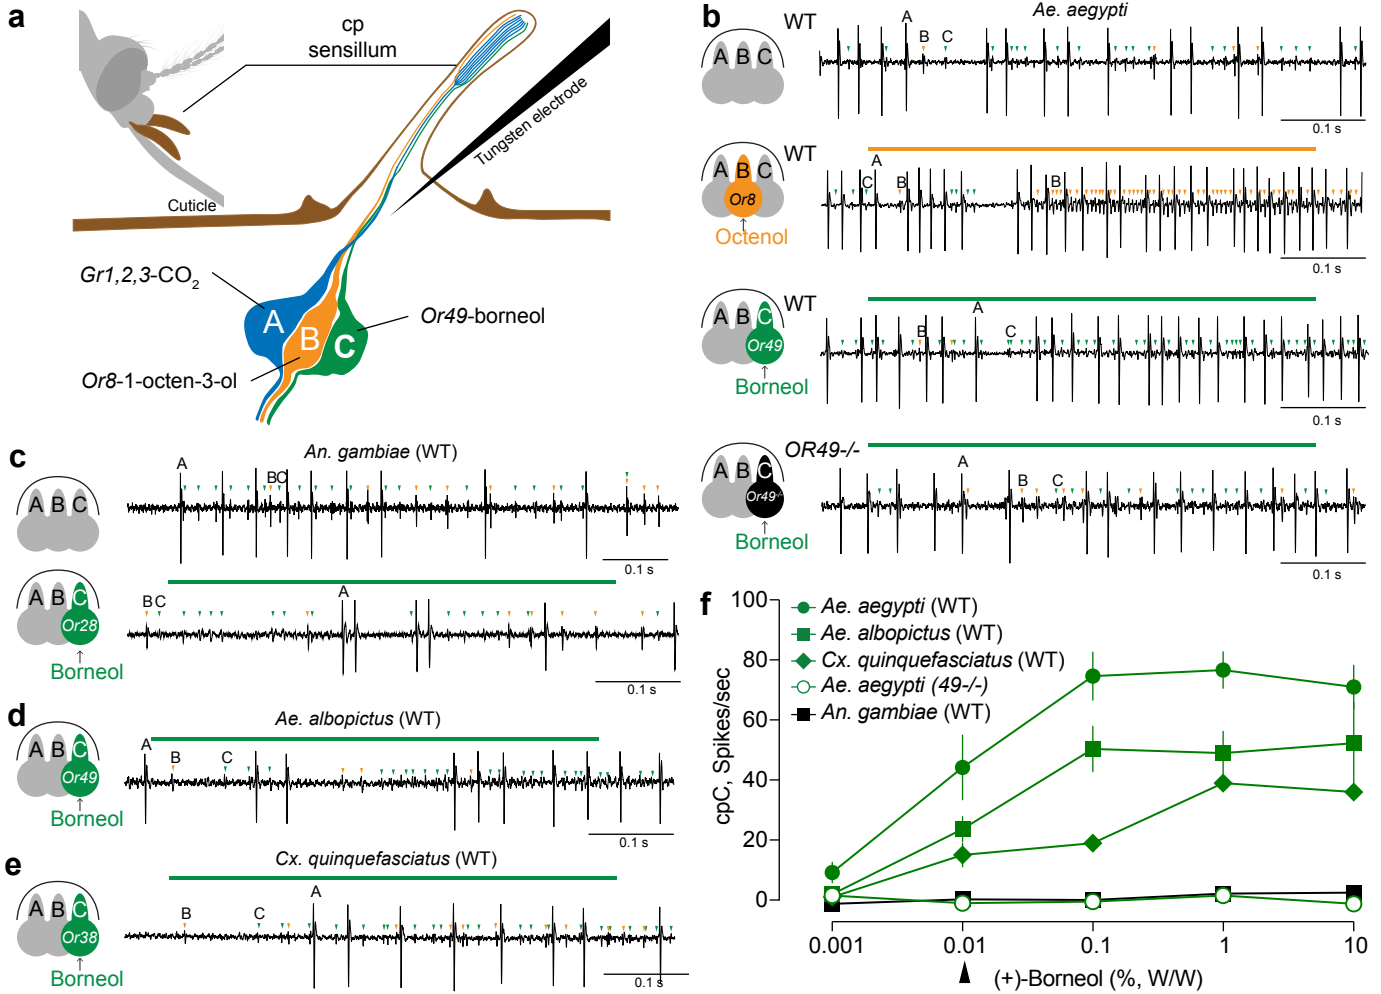 a
cp
sensillum
Tungsten electrode
Cuticle
Gr1,2,3-CO2
A
B
C
Or49-borneol
Or8-1-octen-3-ol
b
Ae. aegypti
WT
A B C
A
B
C
0.1 s
WT
A B C
Or8
Octenol
A
C
B
B
0.1 s
WT
A B C
Or49
Borneol
A
B
C
0.1 s
OR49-/-
A B C
Or49-/-
Borneol
A
B
C
0.1 s
c
An. gambiae (WT)
A B C
A
BC
0.1 s
A B C
Or28
Borneol
B C
A
0.1 s
d
Ae. albopictus (WT)
A B C
Or49
Borneol
A
B
C
0.1 s
e
Cx. quinquefasciatus (WT)
A B C
Or38
Borneol
B
C
A
0.1 s
f
100
80
60
40
20
0
cpC, Spikes/sec
Ae. aegypti (WT)
Ae. albopictus (WT)
Cx. quinquefasciatus (WT)
Ae. aegypti (49-/-)
An. gambiae (WT)
0.001 0.01 0.1 1 10
(+)-Borneol (%, W/W)